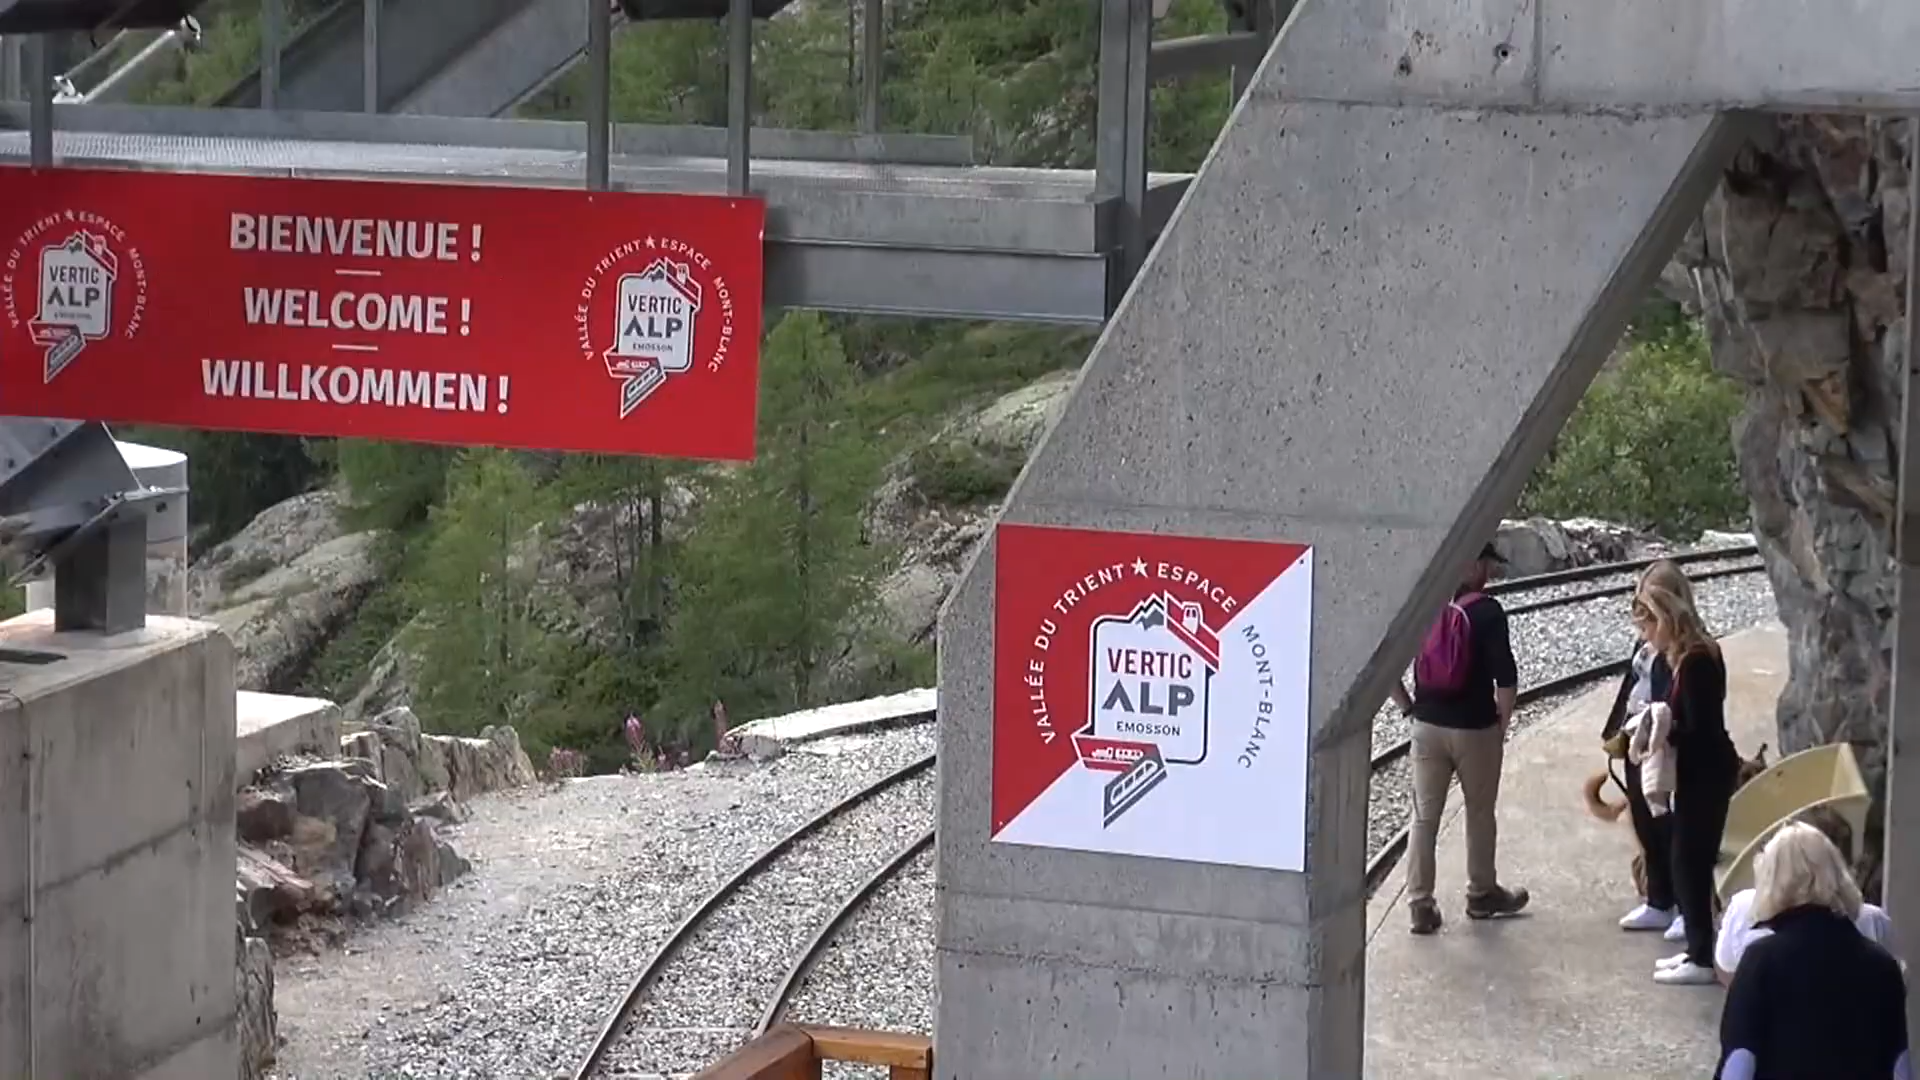 VALLÉE DU TRIENT ★ ESPACE MONT-BLANC
VERTIC
ALP
BIENVENUE !
WELCOME !
WILLKOMMEN !
VALLÉE DU TRIENT ★ ESPACE MONT-BLANC
VERTIC
ALP
EMOSSON
VALLÉE DU TRIENT ★ ESPACE MONT-BLANC
VERTIC
ALP
EMOSSON